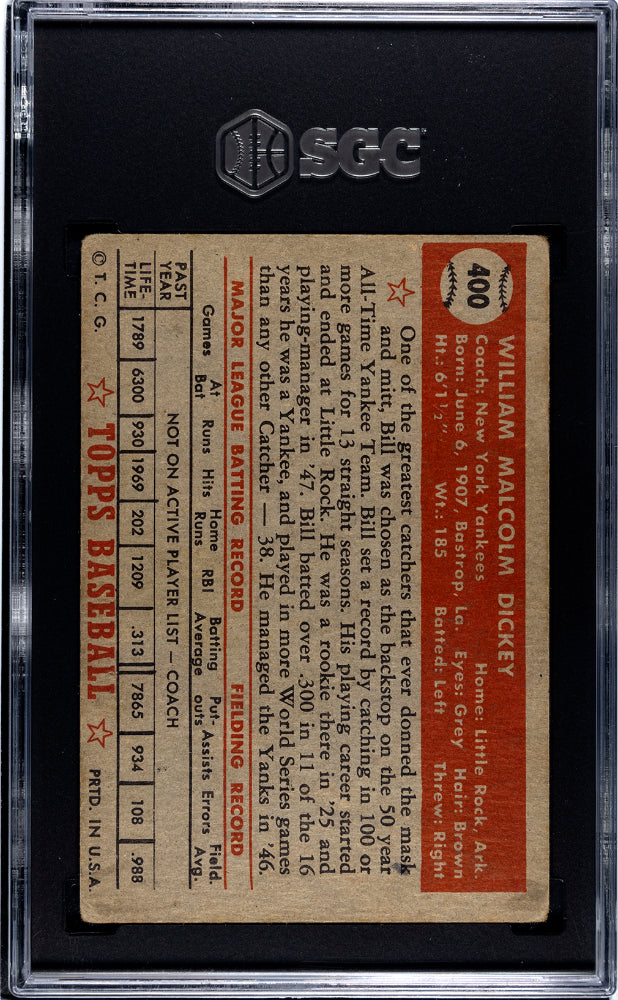 SGC
400
WILLIAM MALCOLM DICKEY
Coach: New York Yankees Home: Little Rock, Ark.
Born: June 6, 1907, Bastrop, La. Eyes: Grey Hair: Brown
Ht.: 6'1½" Wt.: 185 Batted: Left Threw: Right
One of the greatest catchers that ever donned the mask
and mitt, Bill was chosen as the backstop on the 50 year
All-Time Yankee Team. Bill set a record by catching in 100 or
more games for 13 straight seasons. His playing career started
and ended at Little Rock. He was a rookie there in '25 and
playing-manager in '47. Bill batted over .300 in 11 of the 16
years he was a Yankee, and played in more World Series games
than any other Catcher — 38. He managed the Yanks in '46.
MAJOR LEAGUE BATTING RECORD FIELDING RECORD
Games At Bat Runs Hits Home Runs RBI Batting Average Put-outs Assists Errors Field. Avg.
PAST YEAR NOT ON ACTIVE PLAYER LIST — COACH
LIFE-TIME 1789 6300 930 1969 202 1209 .313 7865 934 108 .988
© T. C. G. TOPPS BASEBALL PRTD. IN U.S.A.